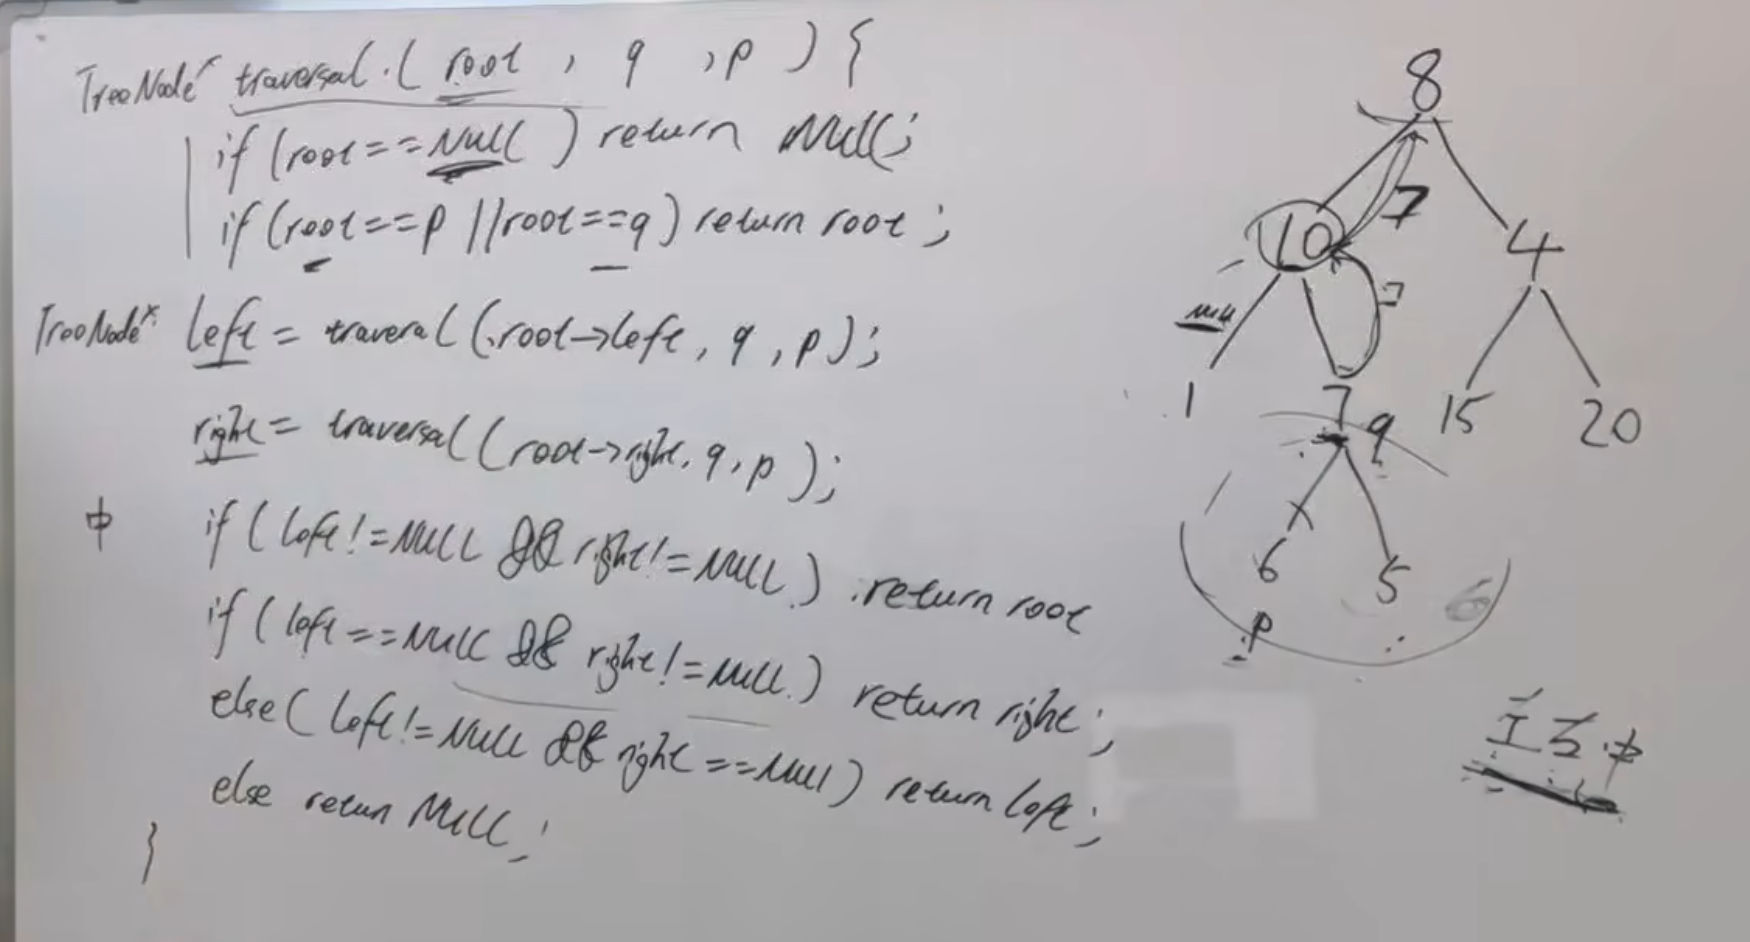 TreeNode* traversal (root, q, p) {
if (root==NULL) return NULL;
if (root==p || root==q) return root;
TreeNode* left = traveral (root->left, q, p);
right = traversal (root->right, q, p);
中 if (left!=NULL && right!=NULL) return root
if (left==NULL && right!=NULL) return right;
else (left!=NULL && right==NULL) return left;
else return NULL;
}
8
7
10 4
null 7
1 7 15 20
q
6 5
p
左右中